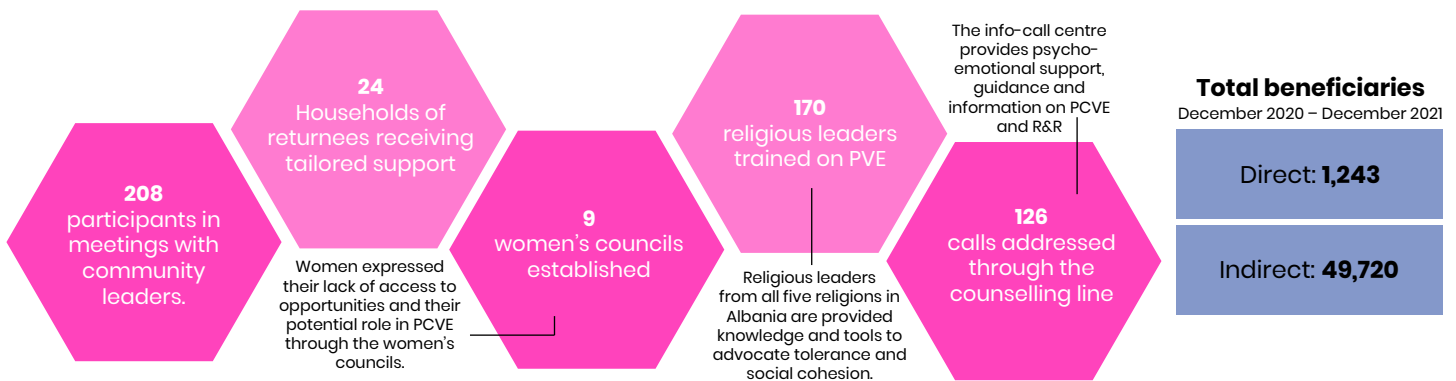 208
participants in
meetings with
community
leaders.
24
Households of
returnees receiving
tailored support
Women expressed
their lack of access to
opportunities and their
potential role in PCVE
through the women's
councils.
9
women's councils
established
170
religious leaders
trained on PVE
Religious leaders
from all five religions in
Albania are provided
knowledge and tools to
advocate tolerance and
social cohesion.
The info-call centre
provides psycho-
emotional support,
guidance and
information on PCVE
and R&R
126
calls addressed
through the
counselling line
Total beneficiaries
December 2020 – December 2021
Direct: 1,243
Indirect: 49,720